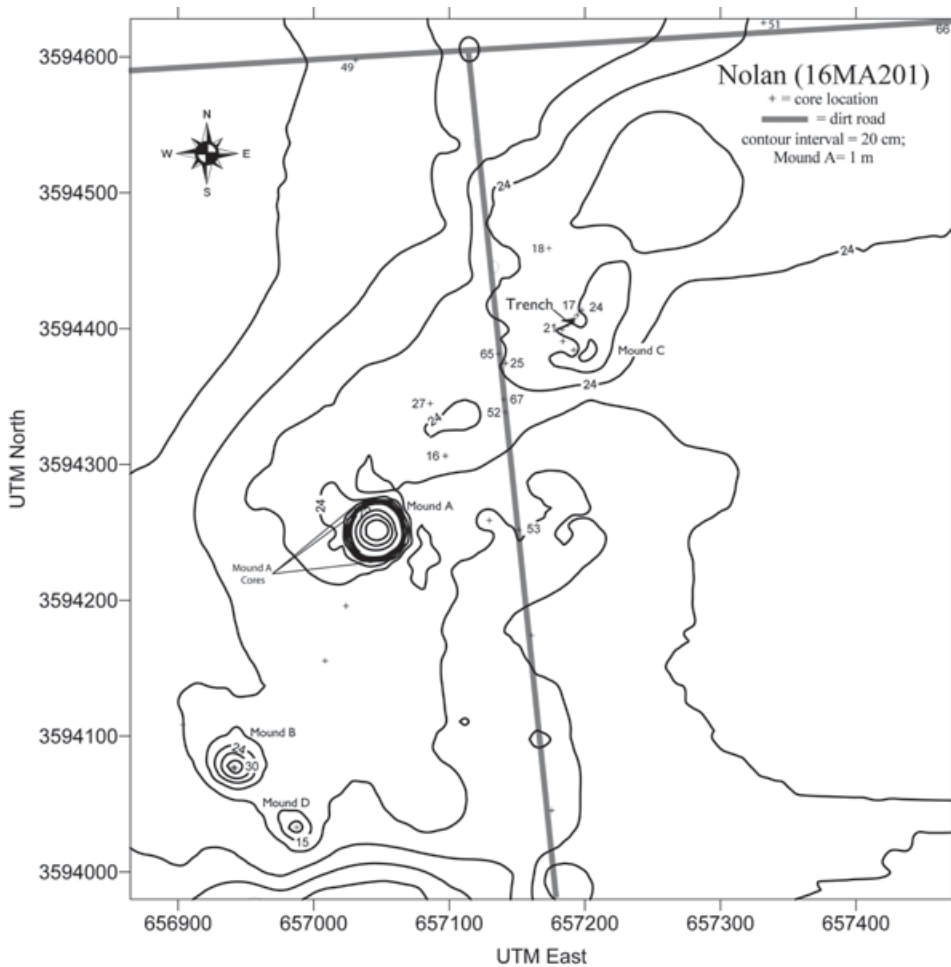 51
66
3594600
49
Nolan (16MA201)
+ = core location
= dirt road
contour interval = 20 cm;
Mound A= 1 m
N
W E
S
3594500
24
18+
24
Trench
17
24
21
3594400
65
25
Mound C
24
67
27+
52
24
16+
3594300
UTM North
24
Mound A
53
Mound A
Cores
3594200
3594100
Mound B
24
30
Mound D
15
3594000
656900 657000 657100 657200 657300 657400
UTM East